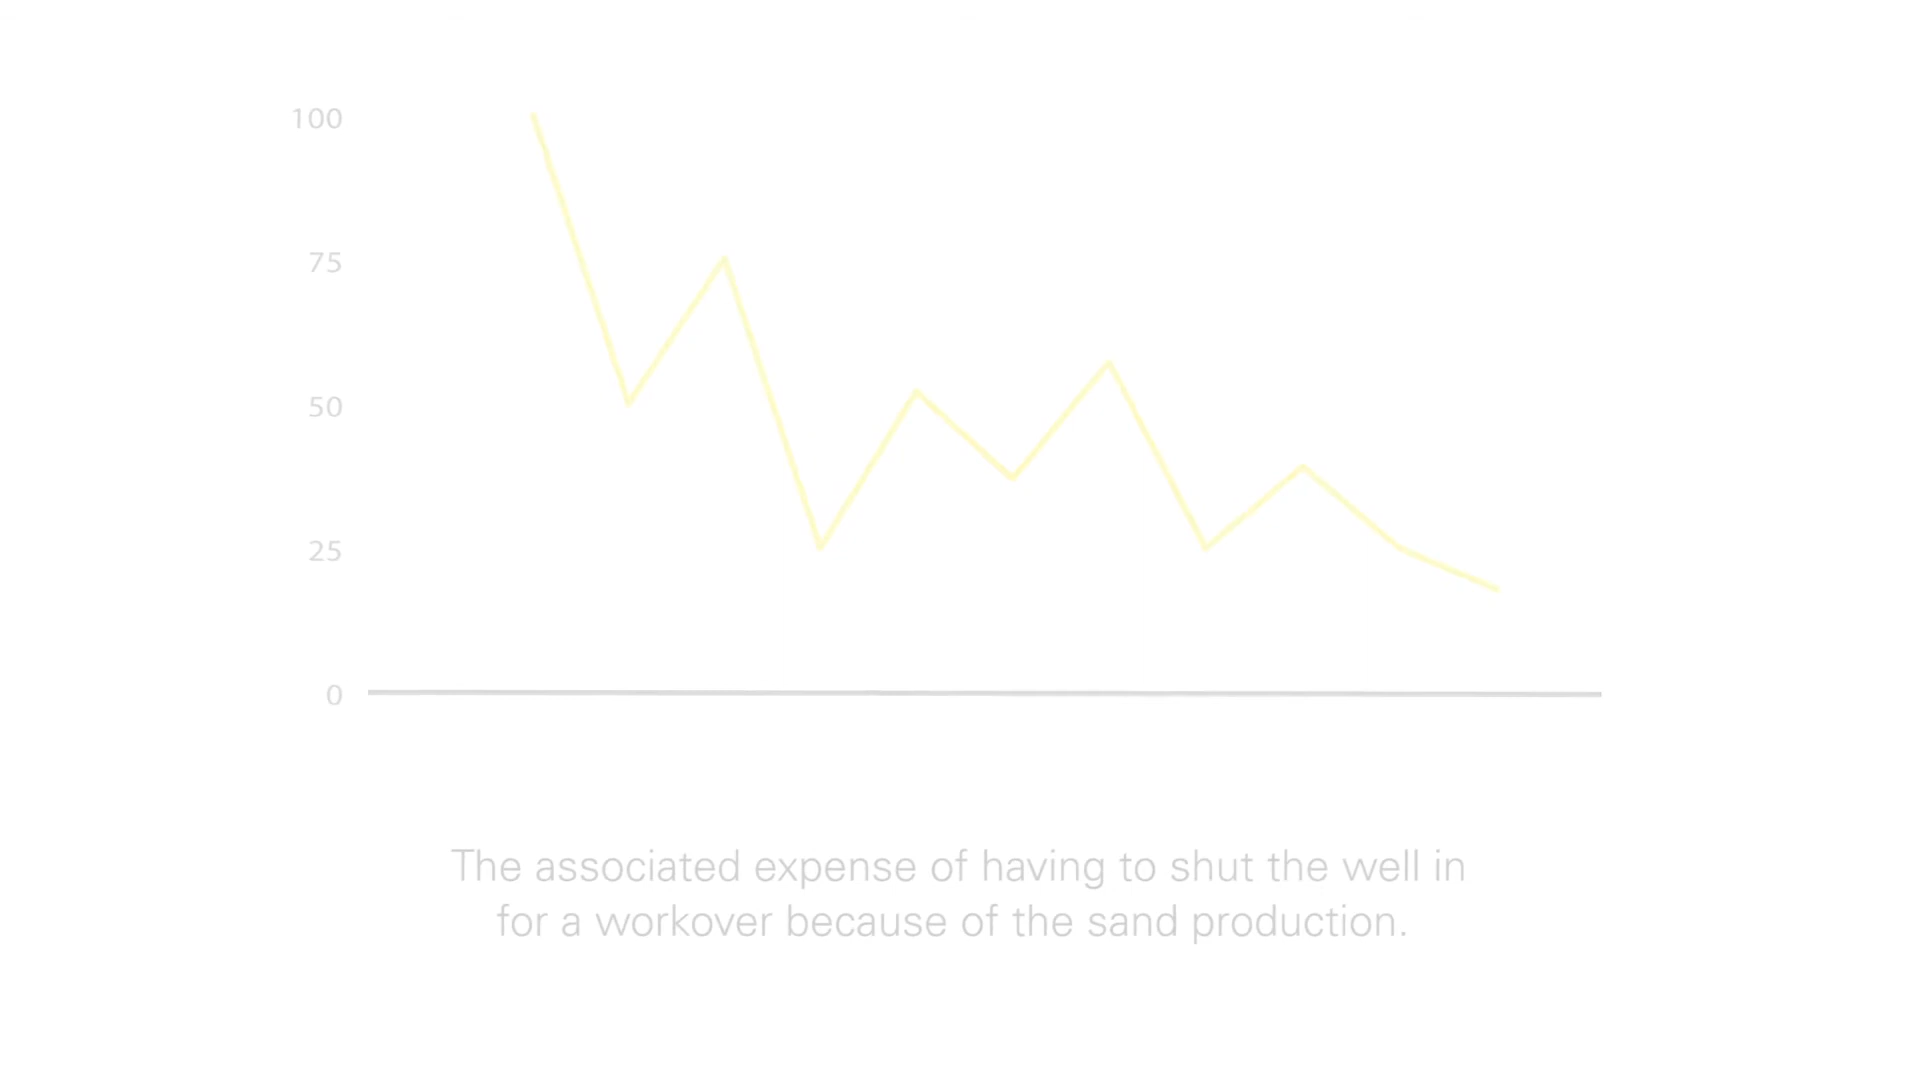 100
75
50
25
0
The associated expense of having to shut the well in
for a workover because of the sand production.